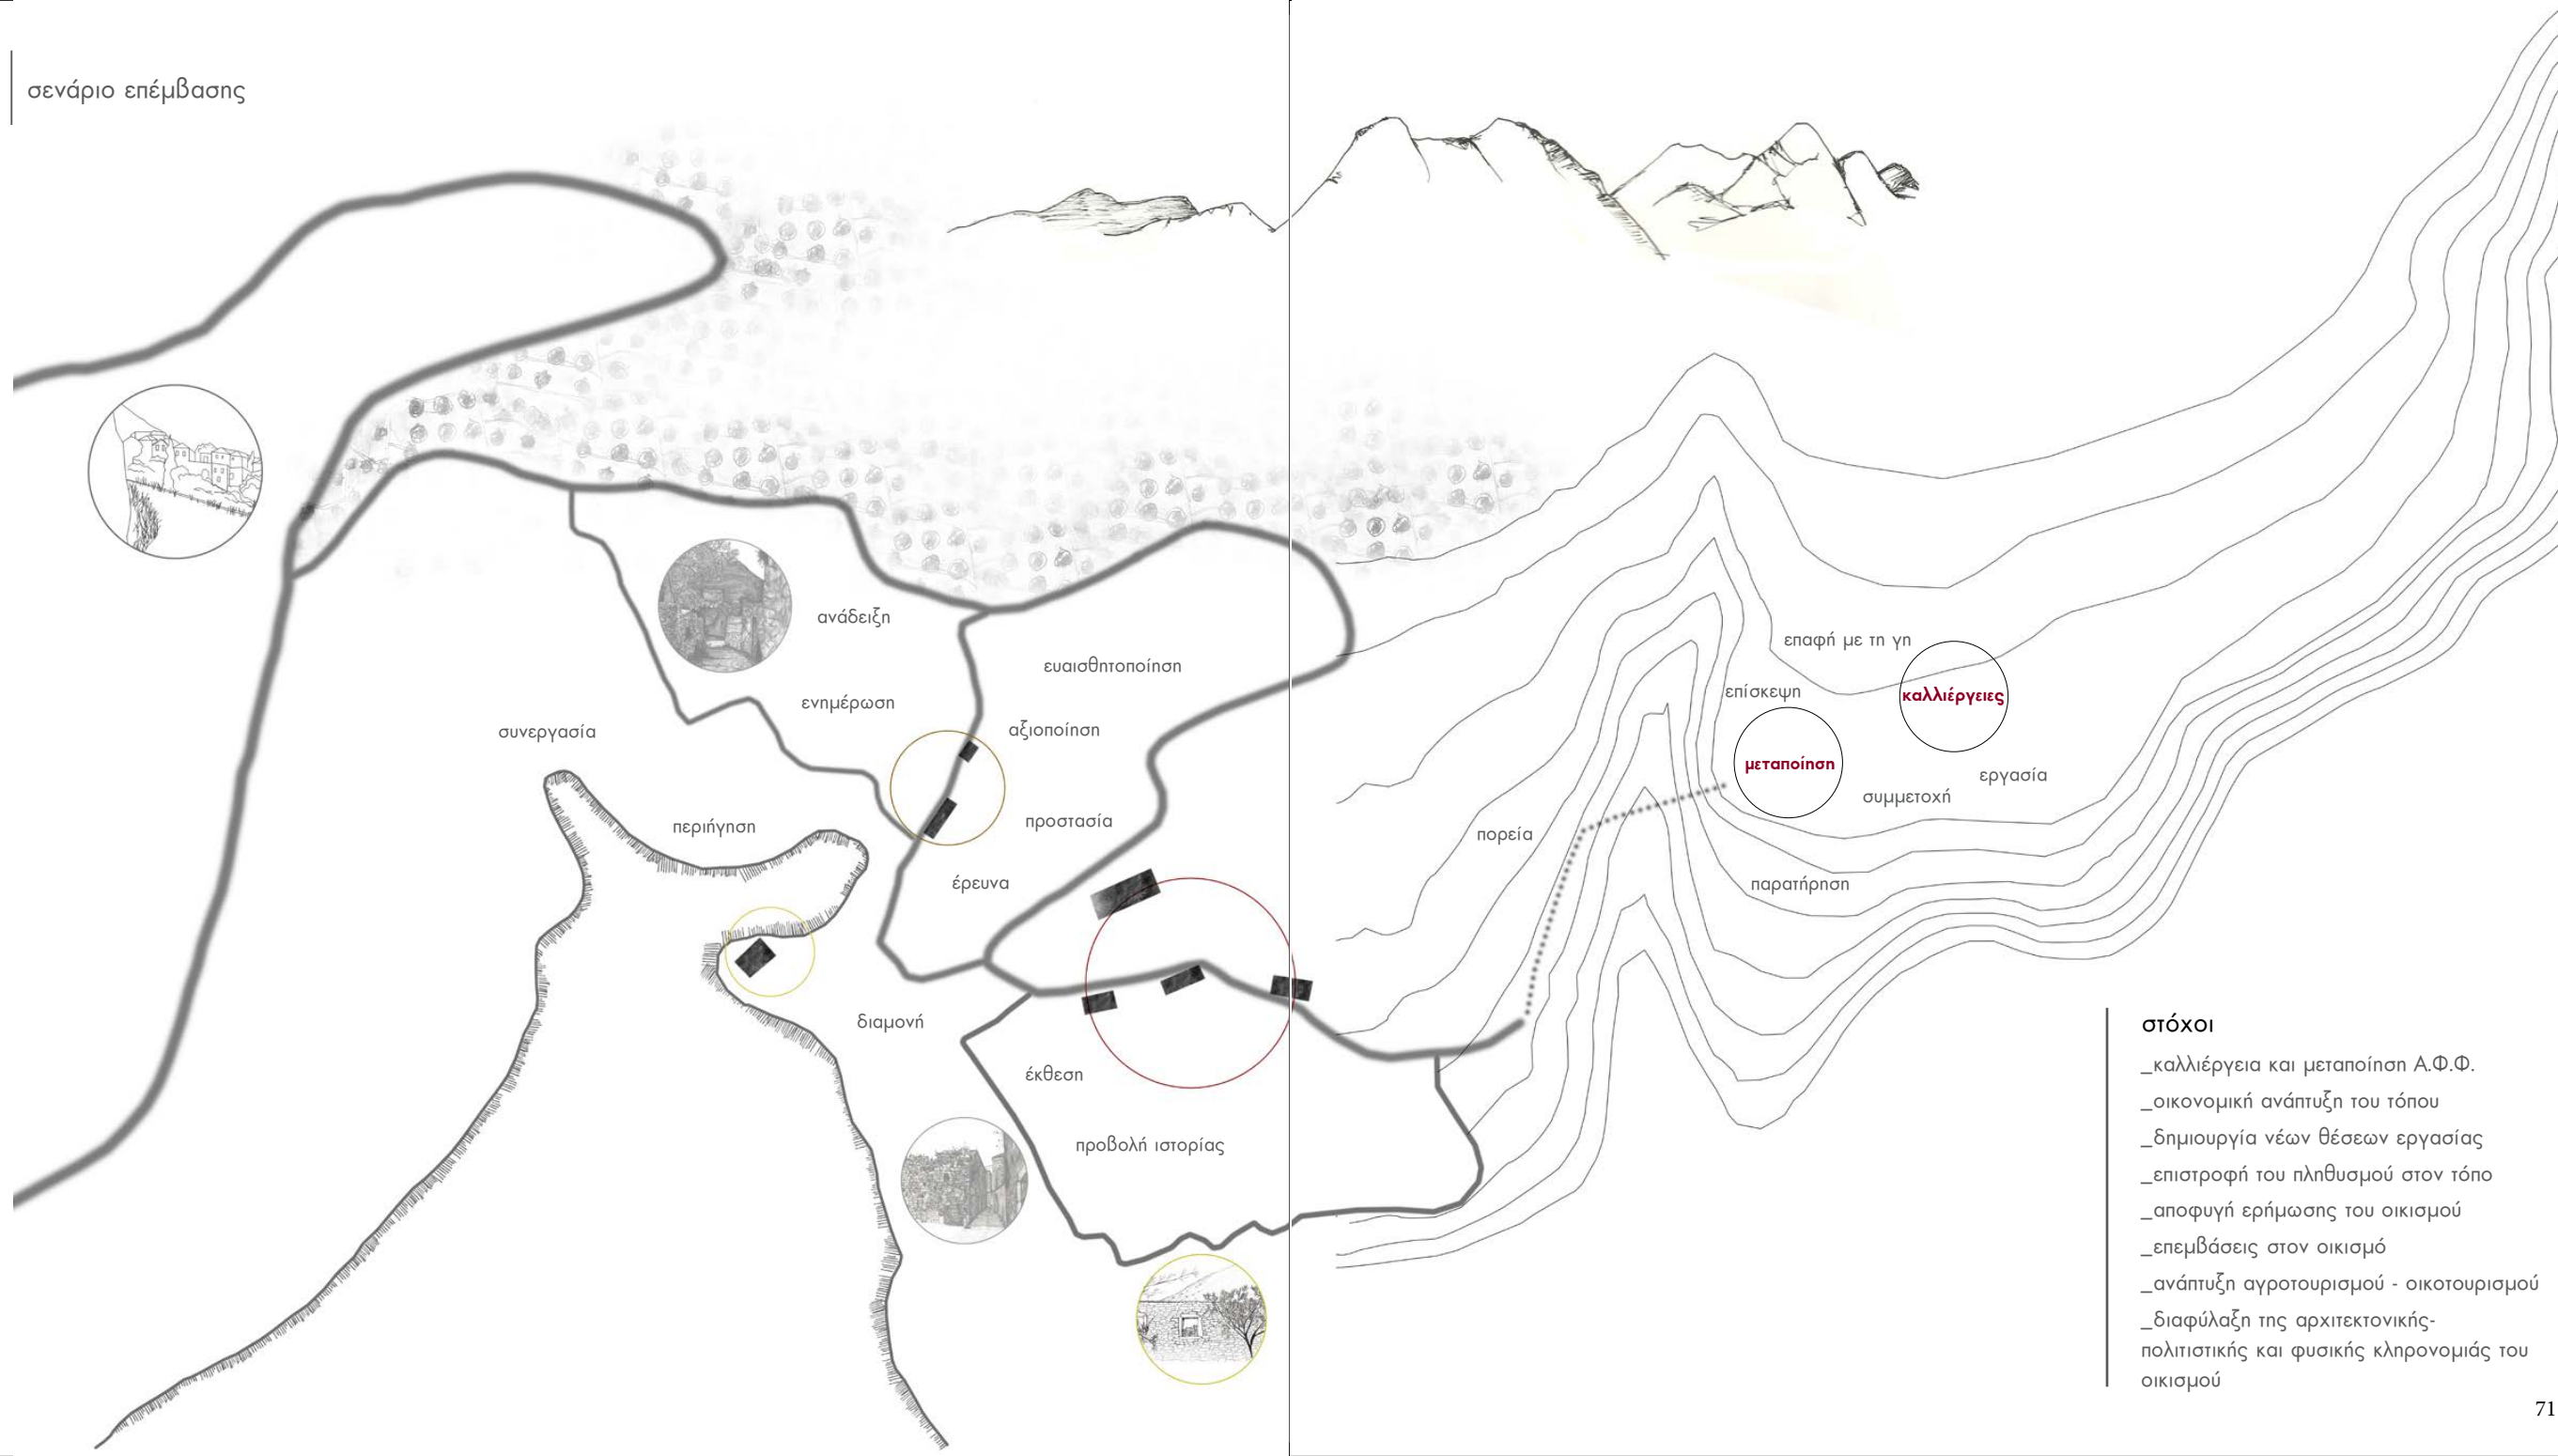 σενάριο επέμβασης
ανάδειξη
ευαισθητοποίηση
ενημέρωση
αξιοποίηση
συνεργασία
περιήγηση
προστασία
έρευνα
διαμονή
έκθεση
προβολή ιστορίας
επαφή με τη γη
επίσκεψη
καλλιέργειες
μεταποίηση
εργασία
συμμετοχή
πορεία
παρατήρηση
στόχοι
_καλλιέργεια και μεταποίηση Α.Φ.Φ.
_οικονομική ανάπτυξη του τόπου
_δημιουργία νέων θέσεων εργασίας
_επιστροφή του πληθυσμού στον τόπο
_αποφυγή ερήμωσης του οικισμού
_επεμβάσεις στον οικισμό
_ανάπτυξη αγροτουρισμού - οικοτουρισμού
_διαφύλαξη της αρχιτεκτονικής-
πολιτιστικής και φυσικής κληρονομιάς του
οικισμού
71